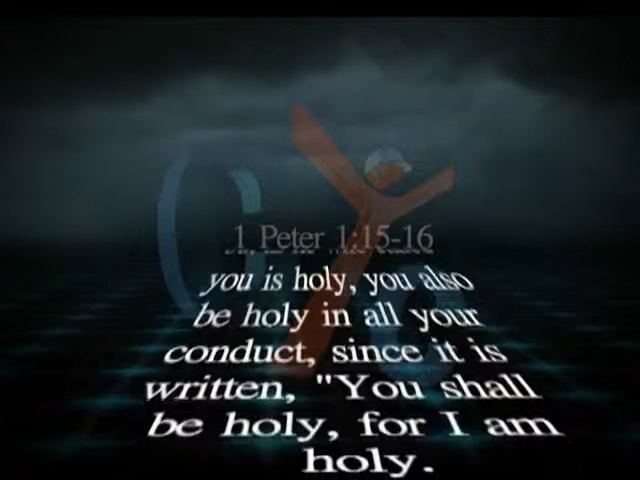 1 Peter 1:15-16
you is holy, you also
be holy in all your
conduct, since it is
written, "You shall
be holy, for I am
holy.